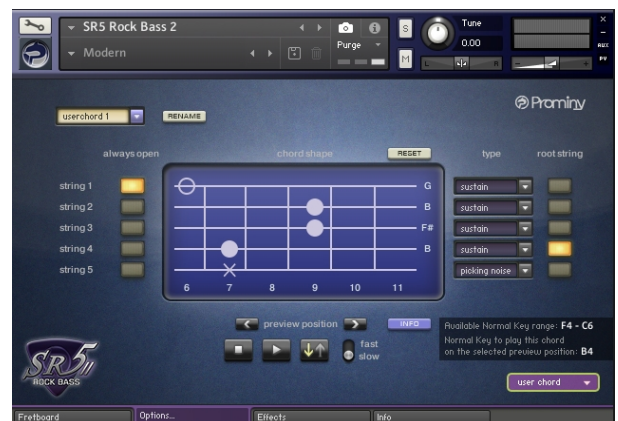 SR5 Rock Bass 2
Modern
Purge
S
M
Tune
0.00
L
R
AUX
PV
Prominy
userchord 1
RENAME
always open
chord shape
RESET
type
root string
string 1
G
sustain
string 2
B
sustain
string 3
F#
sustain
string 4
B
sustain
string 5
picking noise
6 7 8 9 10 11
preview position
INFO
fast
slow
Available Normal Key range: F4 - C6
Normal Key to play this chord
on the selected preview position: B4
SR5
ROCK BASS
user chord
Fretboard
Options...
Effects
Info